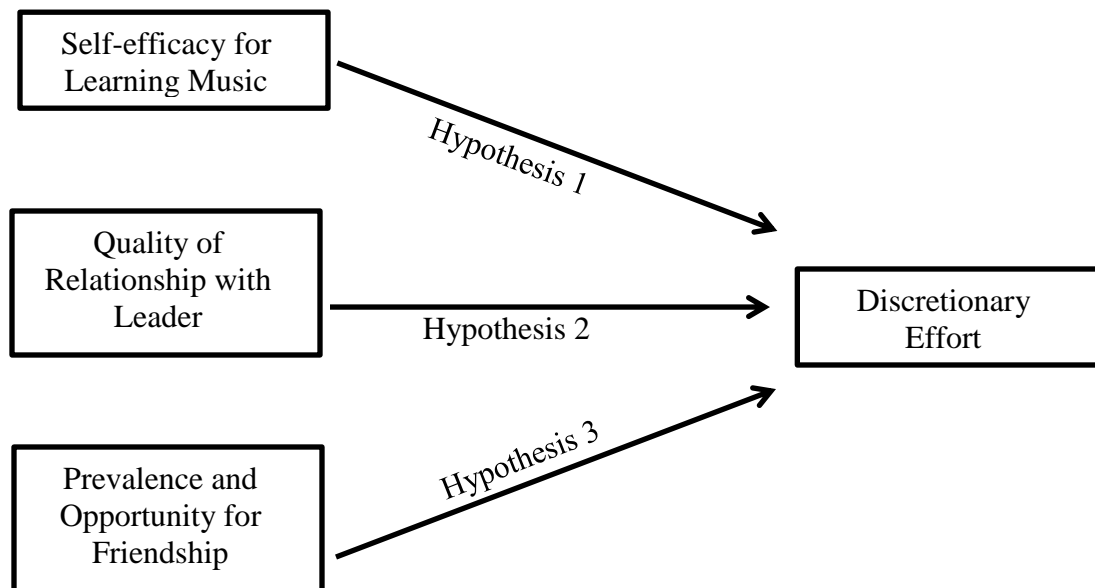 Self-efficacy for
Learning Music
Hypothesis 1
Quality of
Relationship with
Leader
Hypothesis 2
Discretionary
Effort
Hypothesis 3
Prevalence and
Opportunity for
Friendship